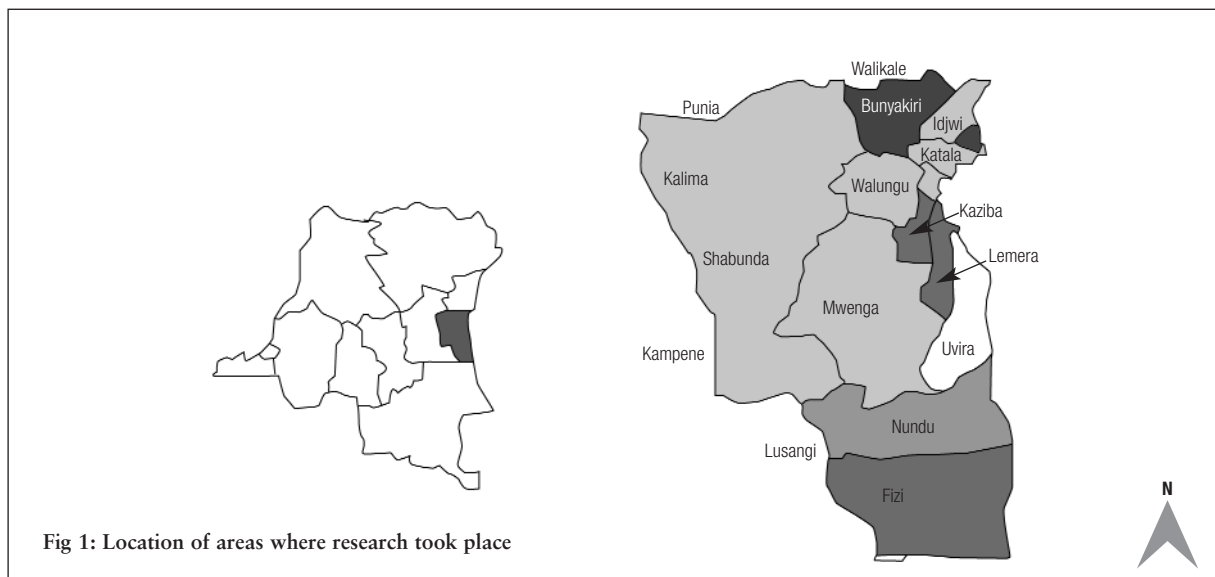 Walikale
Punia
Bunyakiri
Idjwi
Katala
Kalima
Walungu
Kaziba
Shabunda
Lemera
Mwenga
Kampene
Uvira
Nundu
Lusangi
Fizi
N
Fig 1: Location of areas where research took place